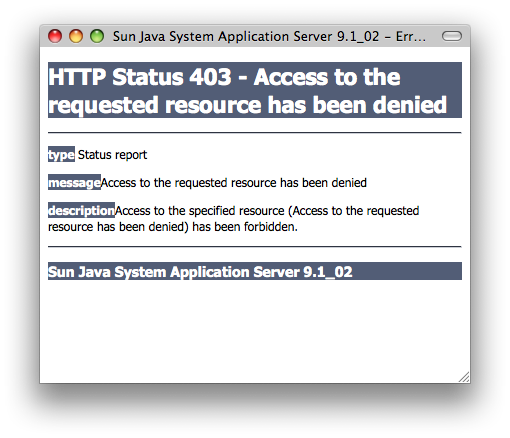 Sun Java System Application Server 9.1_02 – Err...
HTTP Status 403 - Access to the
requested resource has been denied
type Status report
messageAccess to the requested resource has been denied
descriptionAccess to the specified resource (Access to the requested
resource has been denied) has been forbidden.
Sun Java System Application Server 9.1_02